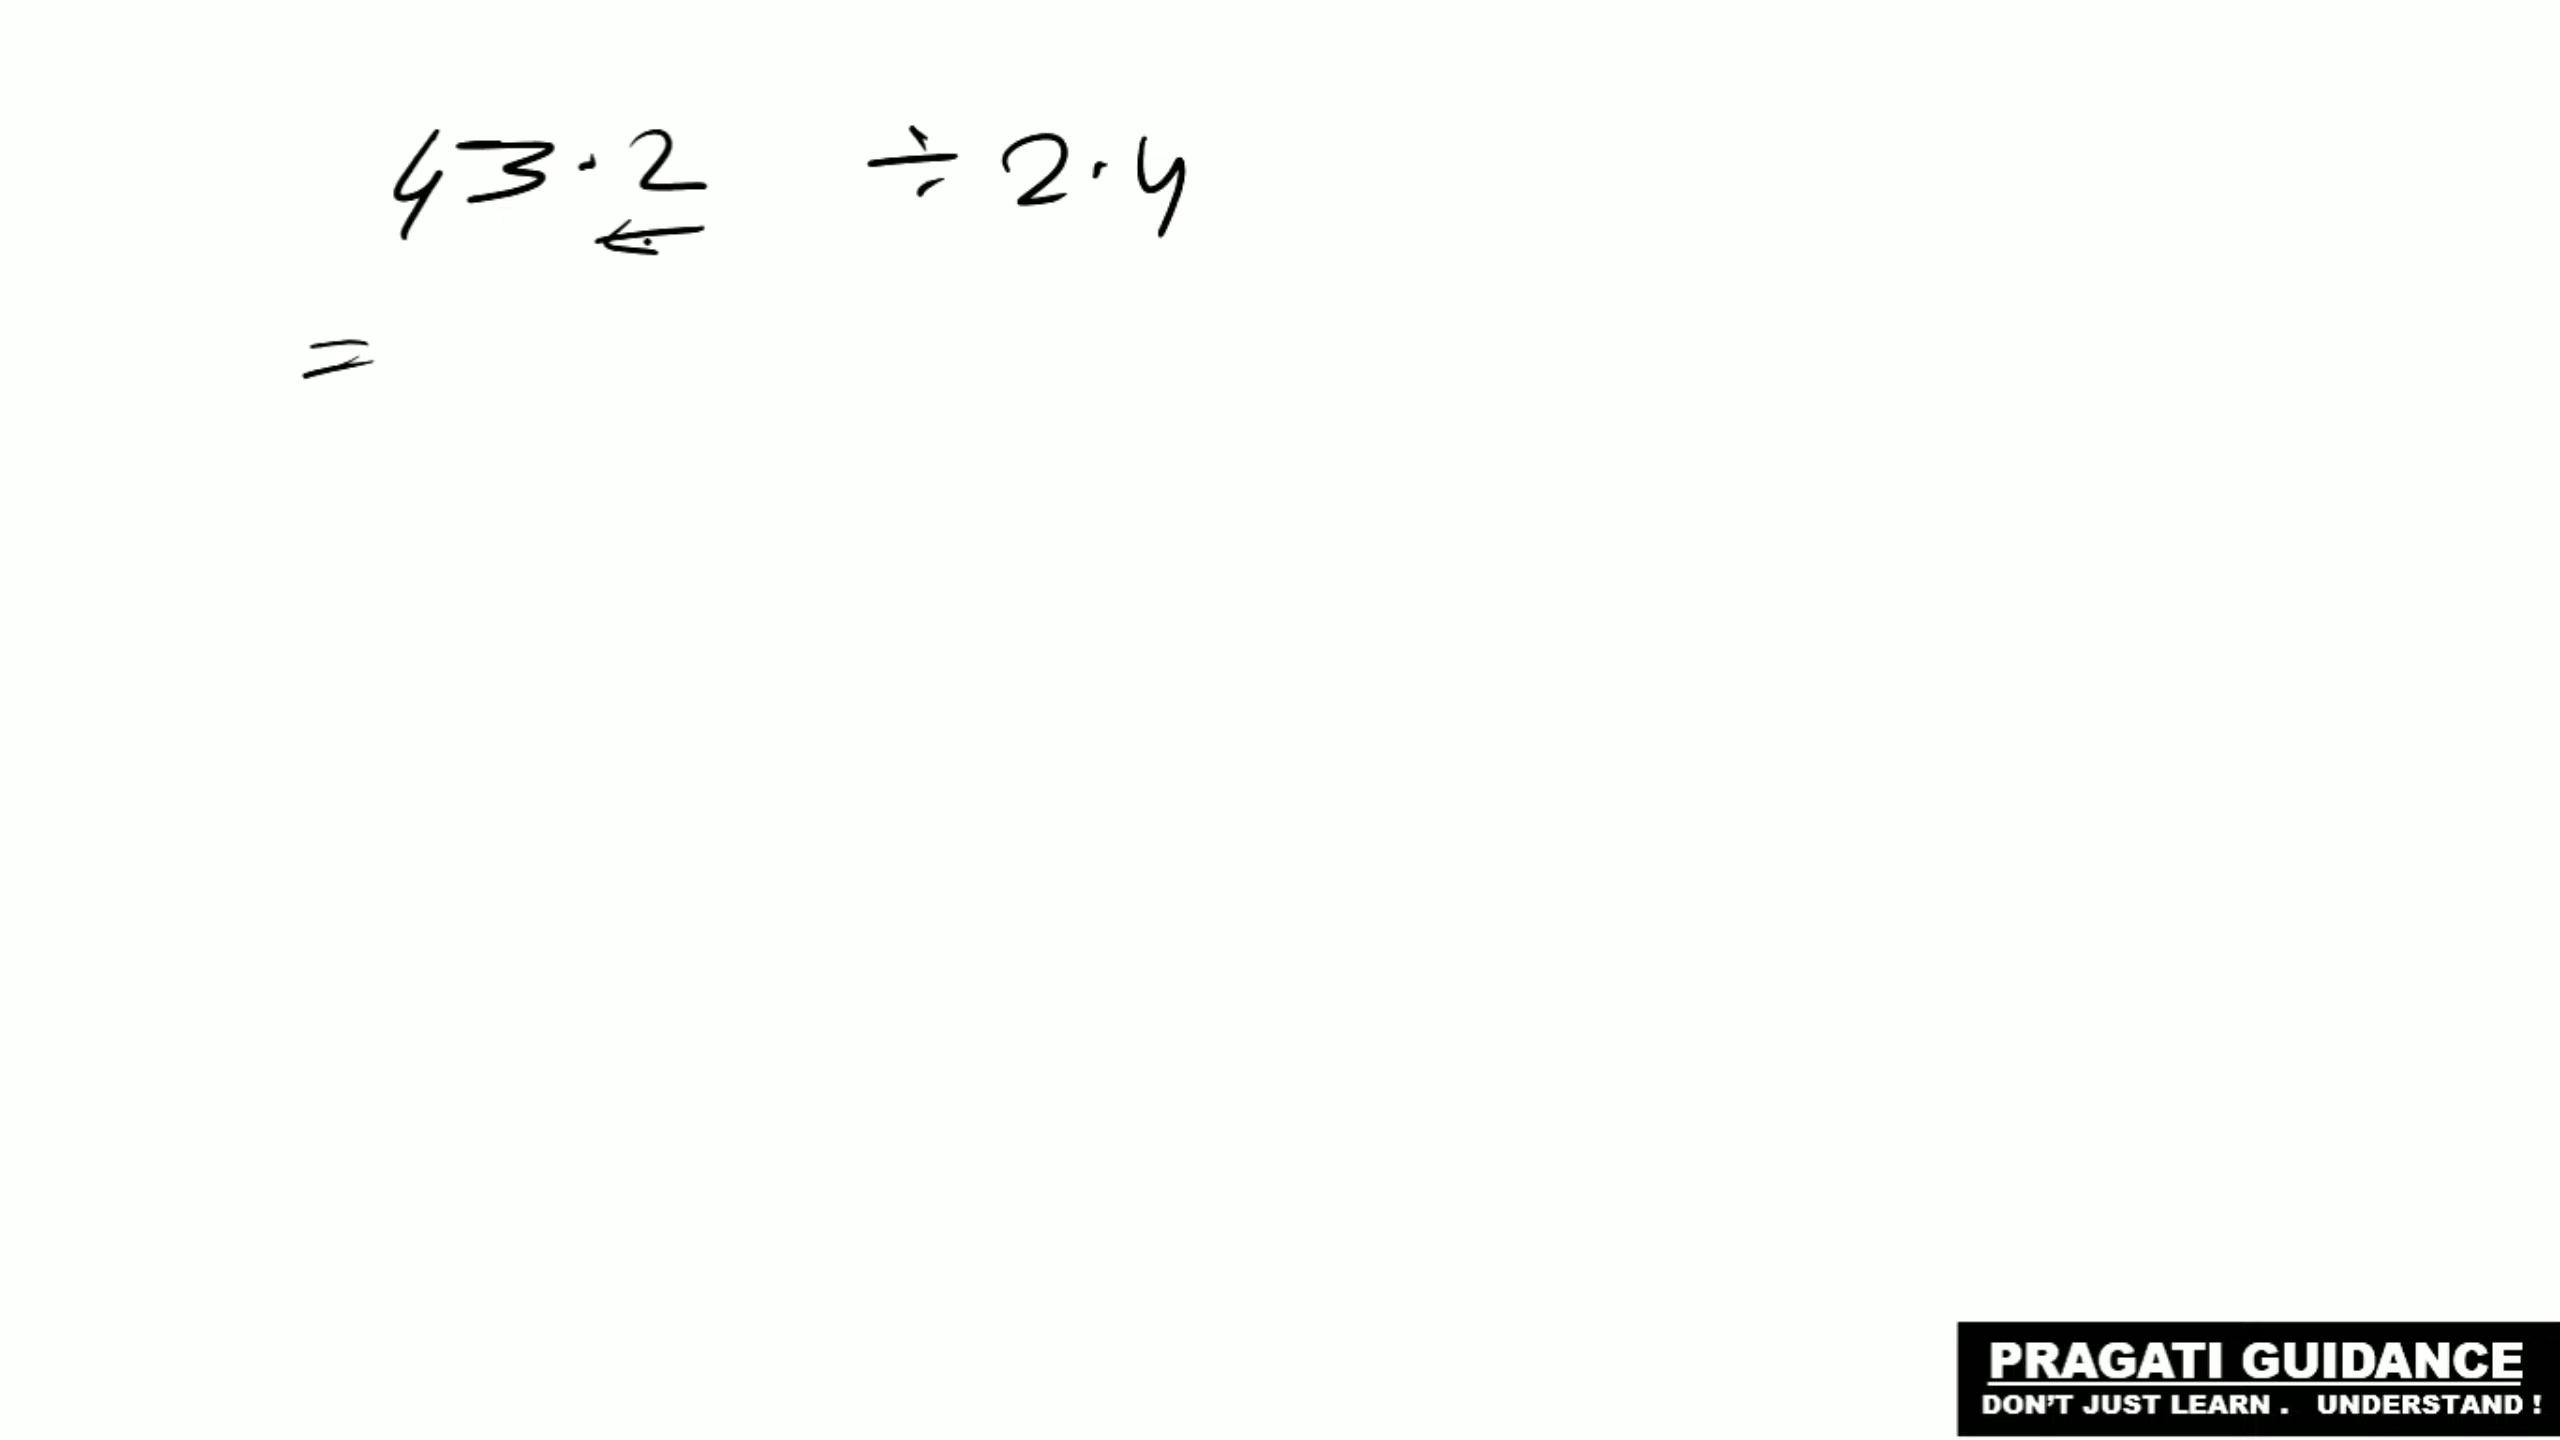 43·2 ÷ 2·4
=
PRAGATI GUIDANCE
DON'T JUST LEARN . UNDERSTAND !